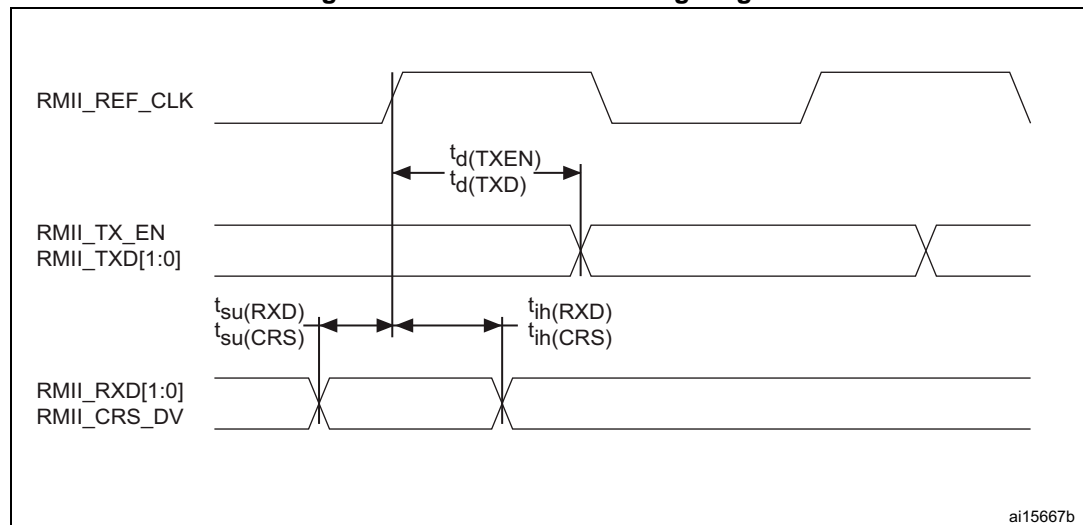 RMII_REF_CLK
td(TXEN)
td(TXD)
RMII_TX_EN
RMII_TXD[1:0]
tsu(RXD)
tsu(CRS)
tih(RXD)
tih(CRS)
RMII_RXD[1:0]
RMII_CRS_DV
ai15667b